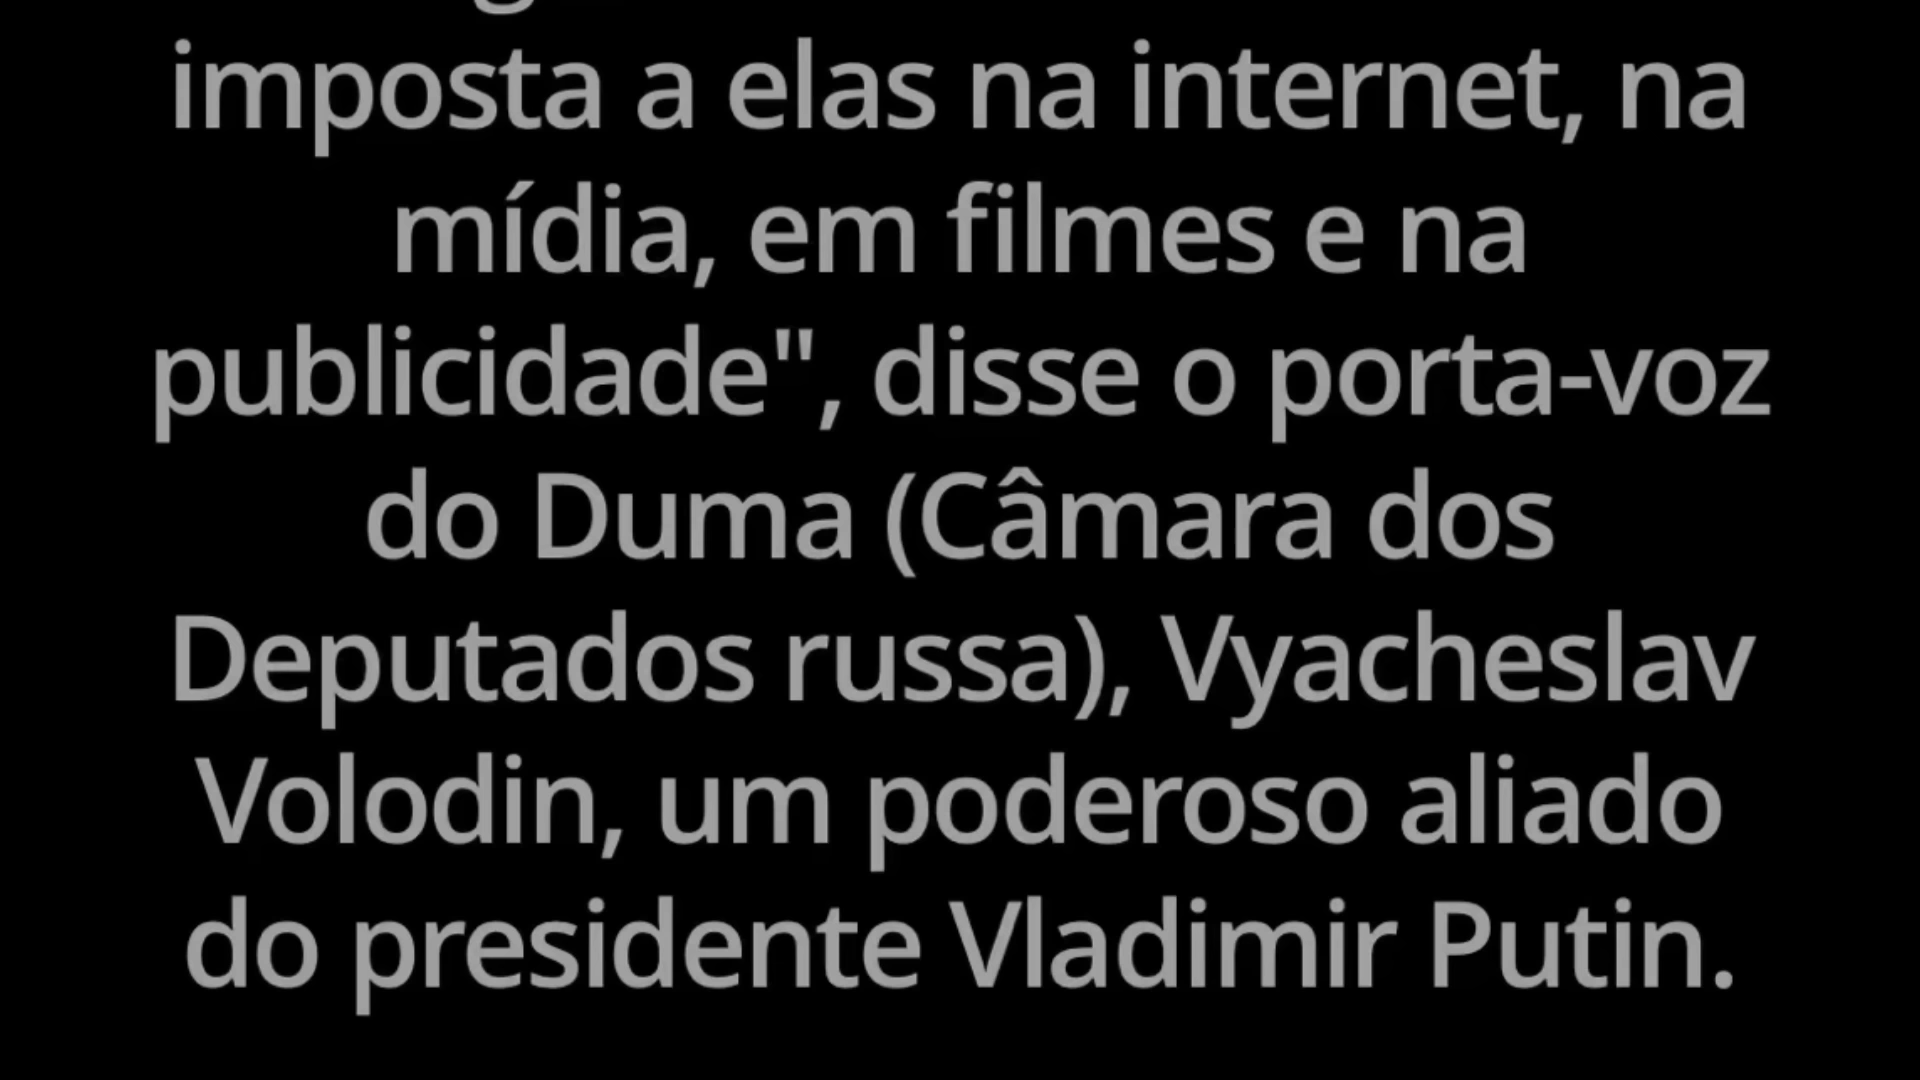 imposta a elas na internet, na
mídia, em filmes e na
publicidade", disse o porta-voz
do Duma (Câmara dos
Deputados russa), Vyacheslav
Volodin, um poderoso aliado
do presidente Vladimir Putin.